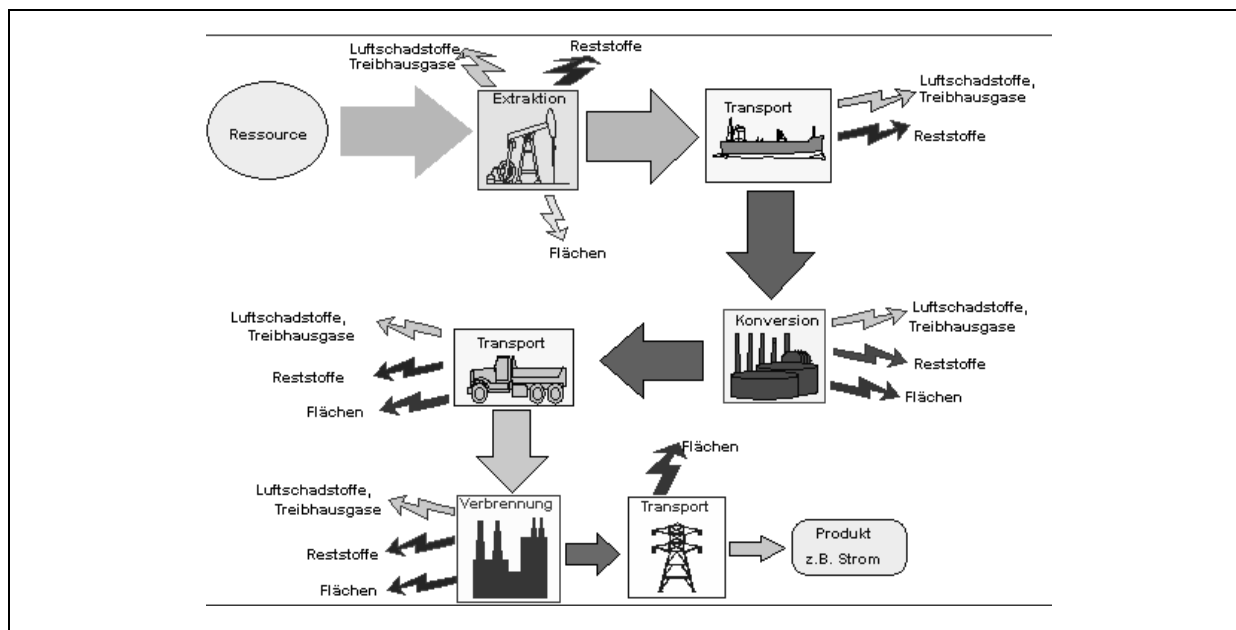 Luftschadstoffe,
Treibhausgase
Reststoffe
Ressource
Extraktion
Flächen
Transport
Luftschadstoffe,
Treibhausgase
Reststoffe
Konversion
Luftschadstoffe,
Treibhausgase
Reststoffe
Flächen
Transport
Luftschadstoffe,
Treibhausgase
Reststoffe
Flächen
Verbrennung
Luftschadstoffe,
Treibhausgase
Reststoffe
Flächen
Transport
Flächen
Produkt
z.B. Strom